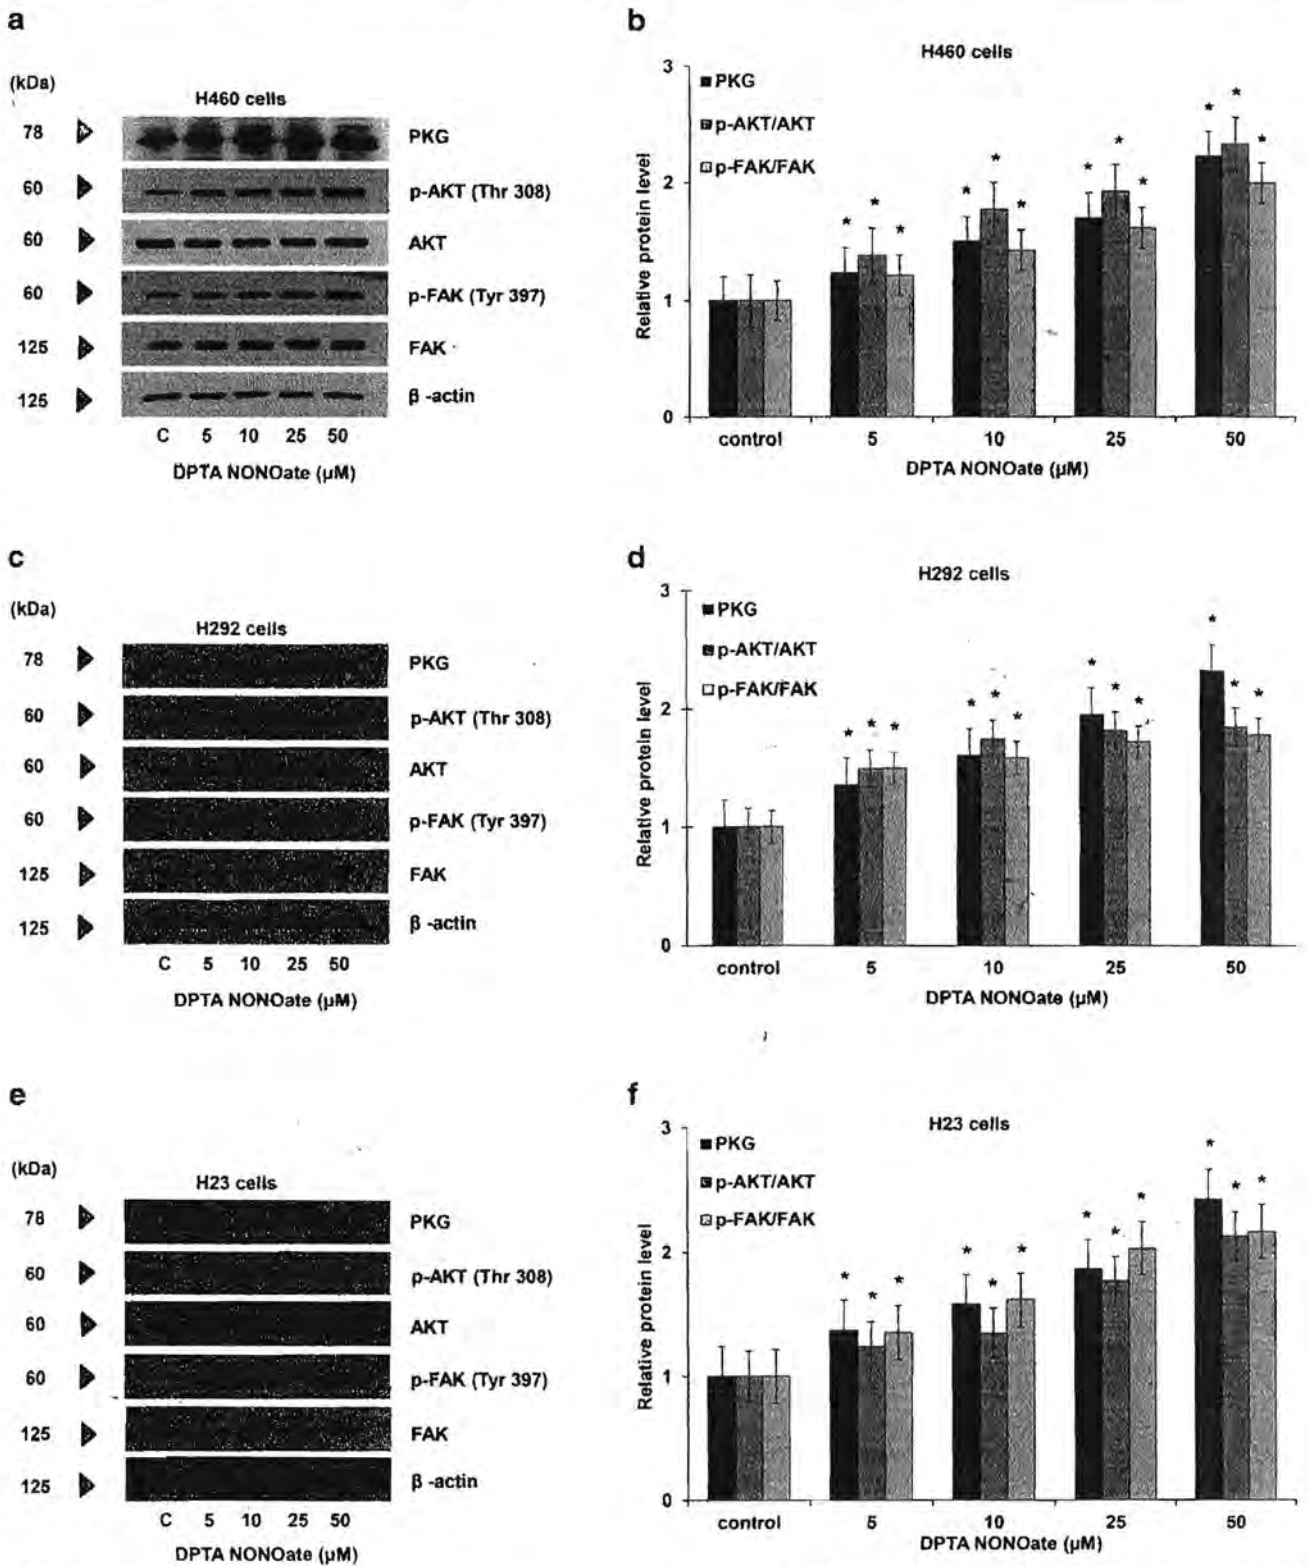 a
(kDa)
H460 cells
78 PKG
60 p-AKT (Thr 308)
60 AKT
60 p-FAK (Tyr 397)
125 FAK
125 β -actin
C 5 10 25 50
DPTA NONOate (µM)
b
H460 cells
3
2
1
0
Relative protein level
PKG
p-AKT/AKT
p-FAK/FAK
* * *
* * *
* * *
* * *
control 5 10 25 50
DPTA NONOate (µM)
c
(kDa)
H292 cells
78 PKG
60 p-AKT (Thr 308)
60 AKT
60 p-FAK (Tyr 397)
125 FAK
125 β -actin
C 5 10 25 50
DPTA NONOate (µM)
d
H292 cells
3
2
1
0
Relative protein level
PKG
p-AKT/AKT
p-FAK/FAK
* * *
* * *
* * *
* * *
control 5 10 25 50
DPTA NONOate (µM)
e
(kDa)
H23 cells
78 PKG
60 p-AKT (Thr 308)
60 AKT
60 p-FAK (Tyr 397)
125 FAK
125 β -actin
C 5 10 25 50
DPTA NONOate (µM)
f
H23 cells
3
2
1
0
Relative protein level
PKG
p-AKT/AKT
p-FAK/FAK
* * *
* * *
* * *
* * *
control 5 10 25 50
DPTA NONOate (µM)